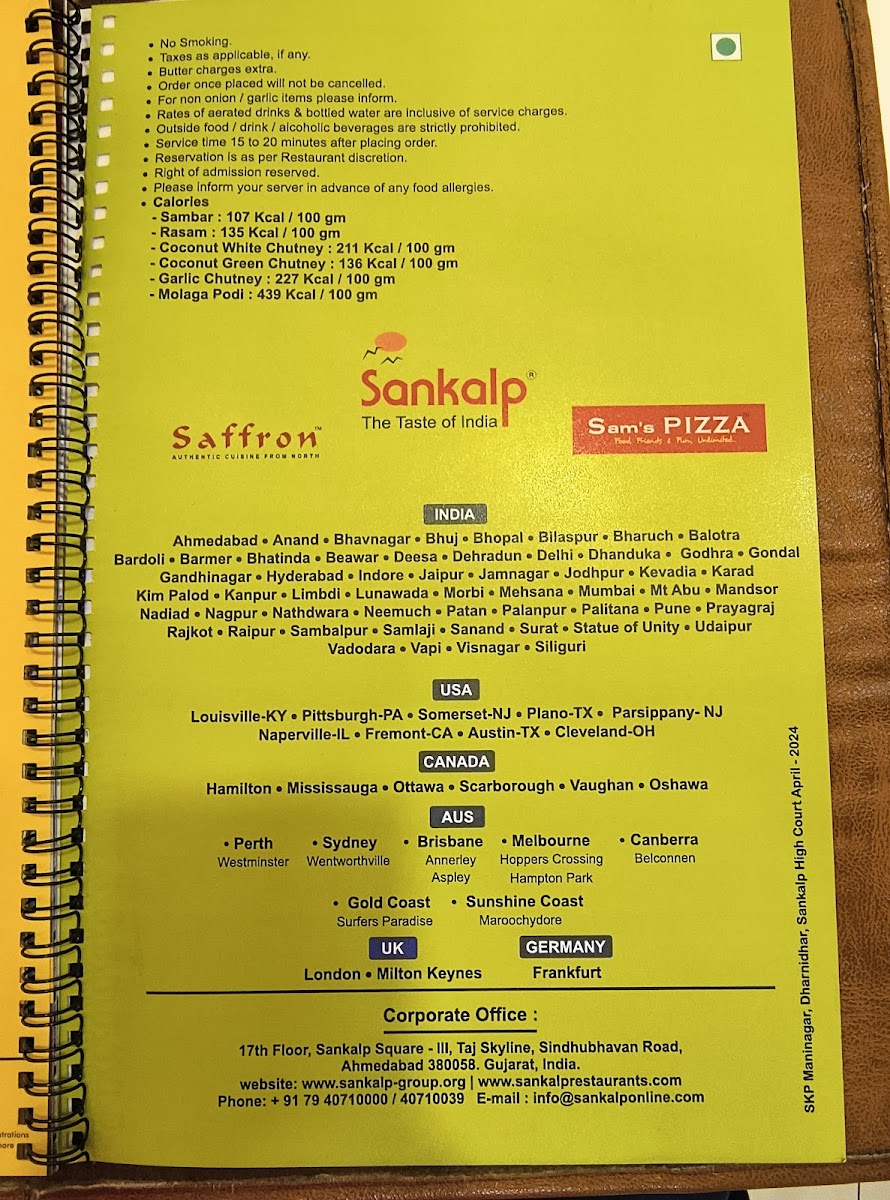 • No Smoking.
• Taxes as applicable, if any.
• Butter charges extra.
• Order once placed will not be cancelled.
• For non onion / garlic items please inform.
• Rates of aerated drinks & bottled water are inclusive of service charges.
• Outside food / drink / alcoholic beverages are strictly prohibited.
• Service time 15 to 20 minutes after placing order.
• Reservation is as per Restaurant discretion.
• Right of admission reserved.
• Please inform your server in advance of any food allergies.
• Calories
- Sambar : 107 Kcal / 100 gm
- Rasam : 135 Kcal / 100 gm
- Coconut White Chutney : 211 Kcal / 100 gm
- Coconut Green Chutney : 136 Kcal / 100 gm
- Garlic Chutney : 227 Kcal / 100 gm
- Molaga Podi : 439 Kcal / 100 gm
Sankalp®
The Taste of India
Saffron™
AUTHENTIC CUISINE FROM NORTH
Sam's PIZZA
Food, Friends & Fun, Unlimited..
INDIA
Ahmedabad • Anand • Bhavnagar • Bhuj • Bhopal • Bilaspur • Bharuch • Balotra
Bardoli • Barmer • Bhatinda • Beawar • Deesa • Dehradun • Delhi • Dhanduka • Godhra • Gondal
Gandhinagar • Hyderabad • Indore • Jaipur • Jamnagar • Jodhpur • Kevadia • Karad
Kim Palod • Kanpur • Limbdi • Lunawada • Morbi • Mehsana • Mumbai • Mt Abu • Mandsor
Nadiad • Nagpur • Nathdwara • Neemuch • Patan • Palanpur • Palitana • Pune • Prayagraj
Rajkot • Raipur • Sambalpur • Samlaji • Sanand • Surat • Statue of Unity • Udaipur
Vadodara • Vapi • Visnagar • Siliguri
USA
Louisville-KY • Pittsburgh-PA • Somerset-NJ • Plano-TX • Parsippany- NJ
Naperville-IL • Fremont-CA • Austin-TX • Cleveland-OH
CANADA
Hamilton • Mississauga • Ottawa • Scarborough • Vaughan • Oshawa
AUS
• Perth • Sydney • Brisbane • Melbourne • Canberra
Westminster Wentworthville Annerley Hoppers Crossing Belconnen
Aspley Hampton Park
• Gold Coast • Sunshine Coast
Surfers Paradise Maroochydore
UK GERMANY
London • Milton Keynes Frankfurt
Corporate Office :
17th Floor, Sankalp Square - III, Taj Skyline, Sindhubhavan Road,
Ahmedabad 380058. Gujarat, India.
website: www.sankalp-group.org | www.sankalprestaurants.com
Phone: + 91 79 40710000 / 40710039 E-mail : info@sankalponline.com
SKP Maninagar, Dharnidhar, Sankalp High Court April - 2024